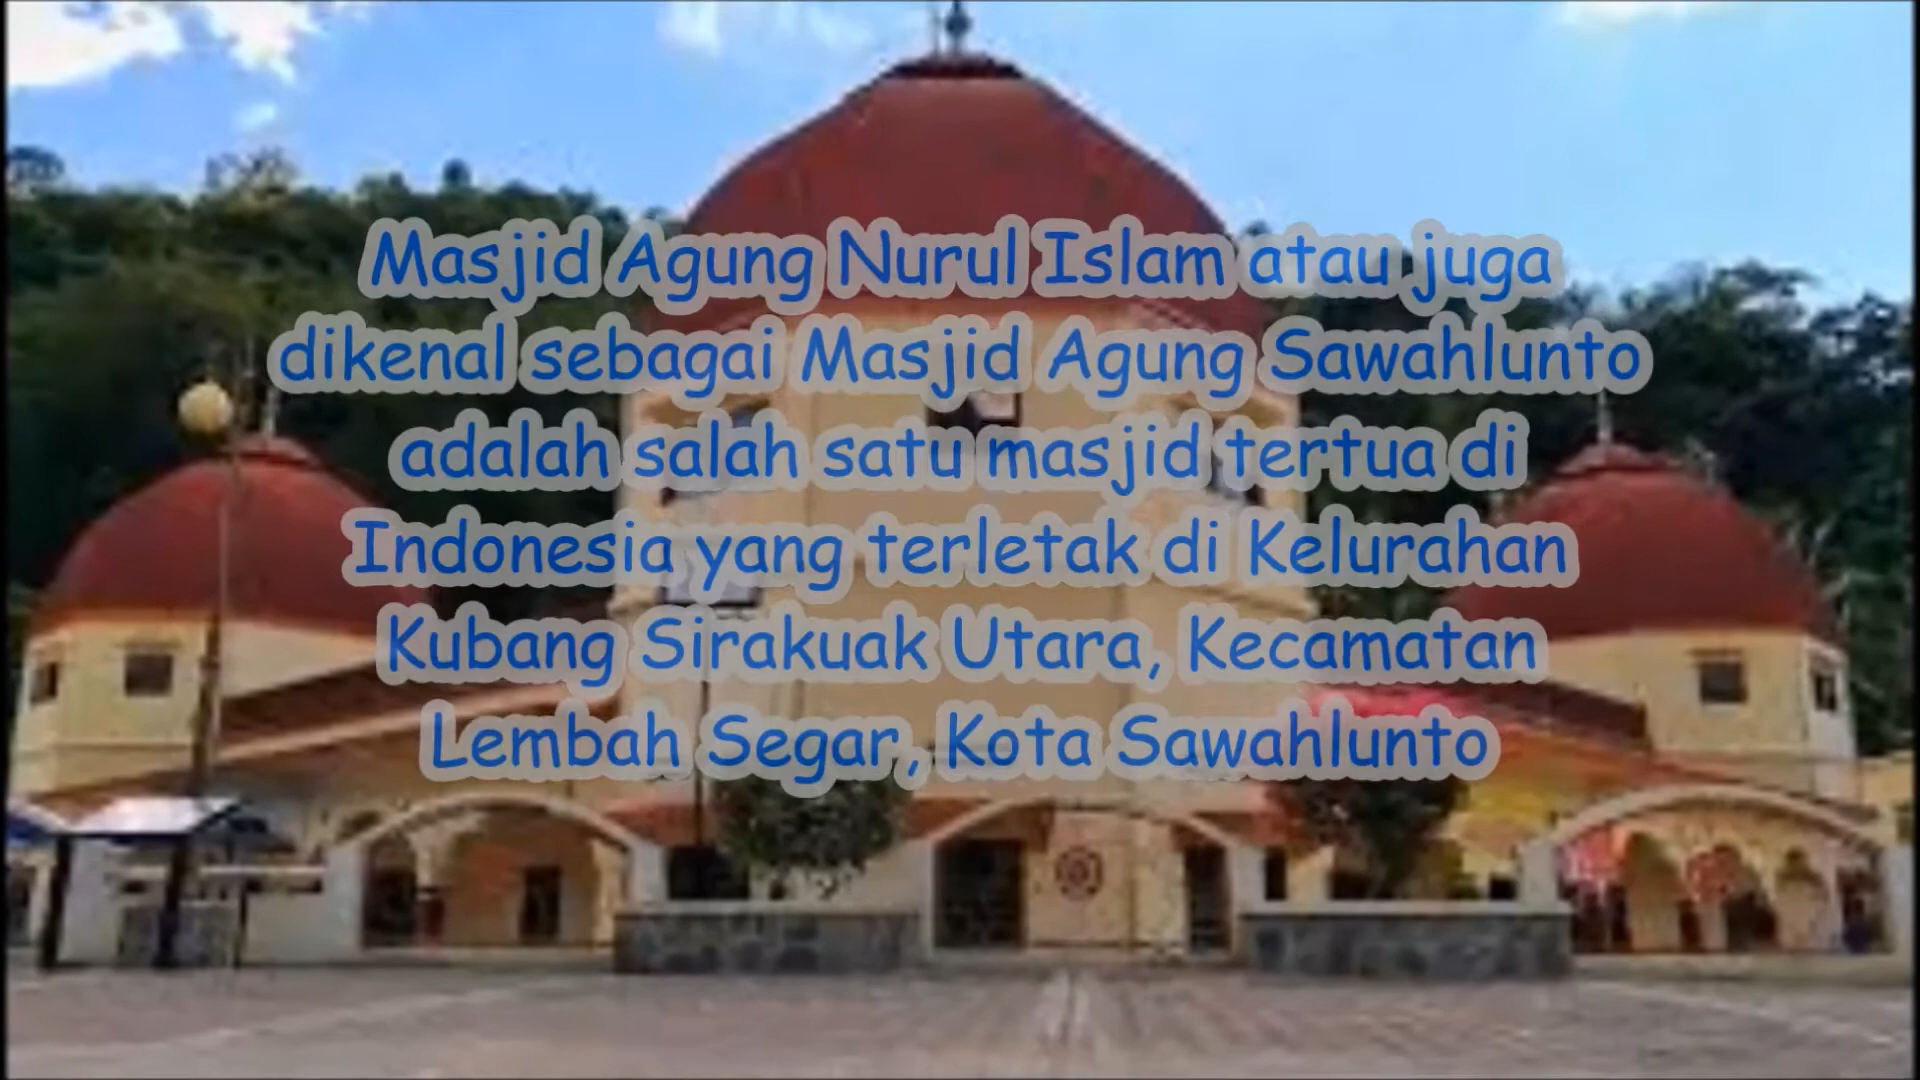 Masjid Agung Nurul Islam atau juga
dikenal sebagai Masjid Agung Sawahlunto
adalah salah satu masjid tertua di
Indonesia yang terletak di Kelurahan
Kubang Sirakuak Utara, Kecamatan
Lembah Segar, Kota Sawahlunto